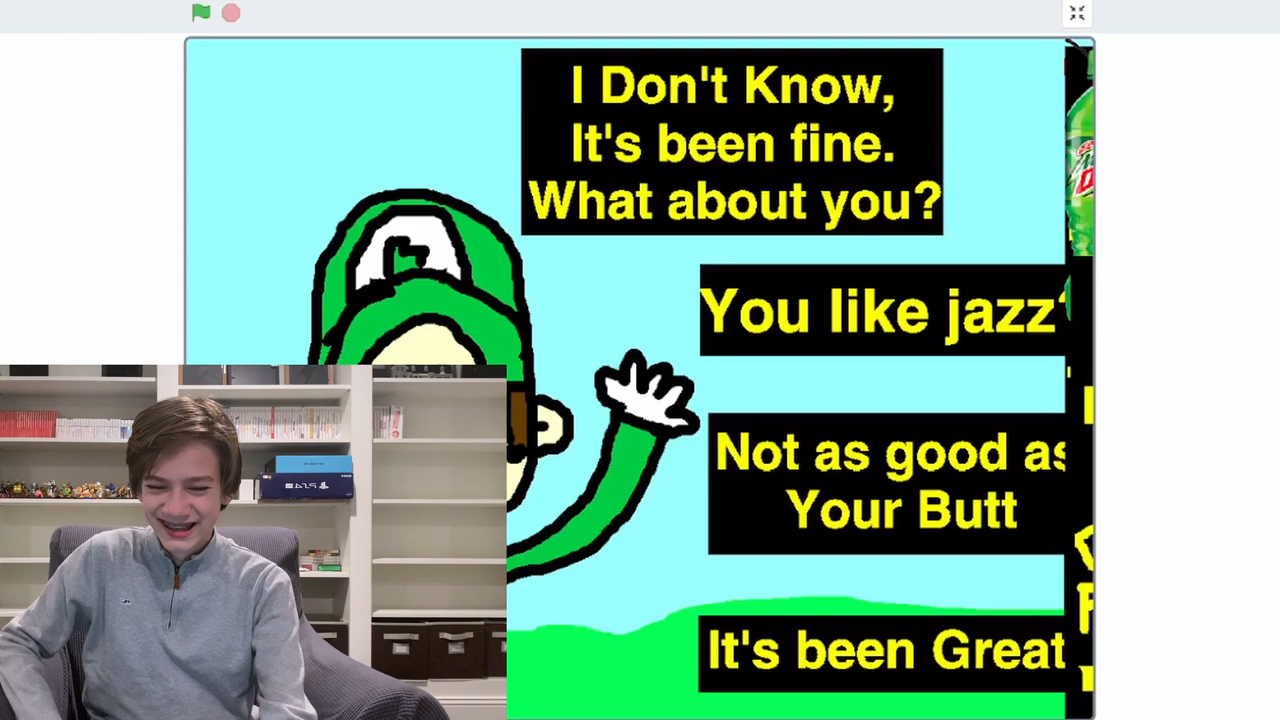 I Don't Know,
It's been fine.
What about you?
You like jazz?
Not as good as
Your Butt
It's been Great
L
PS4